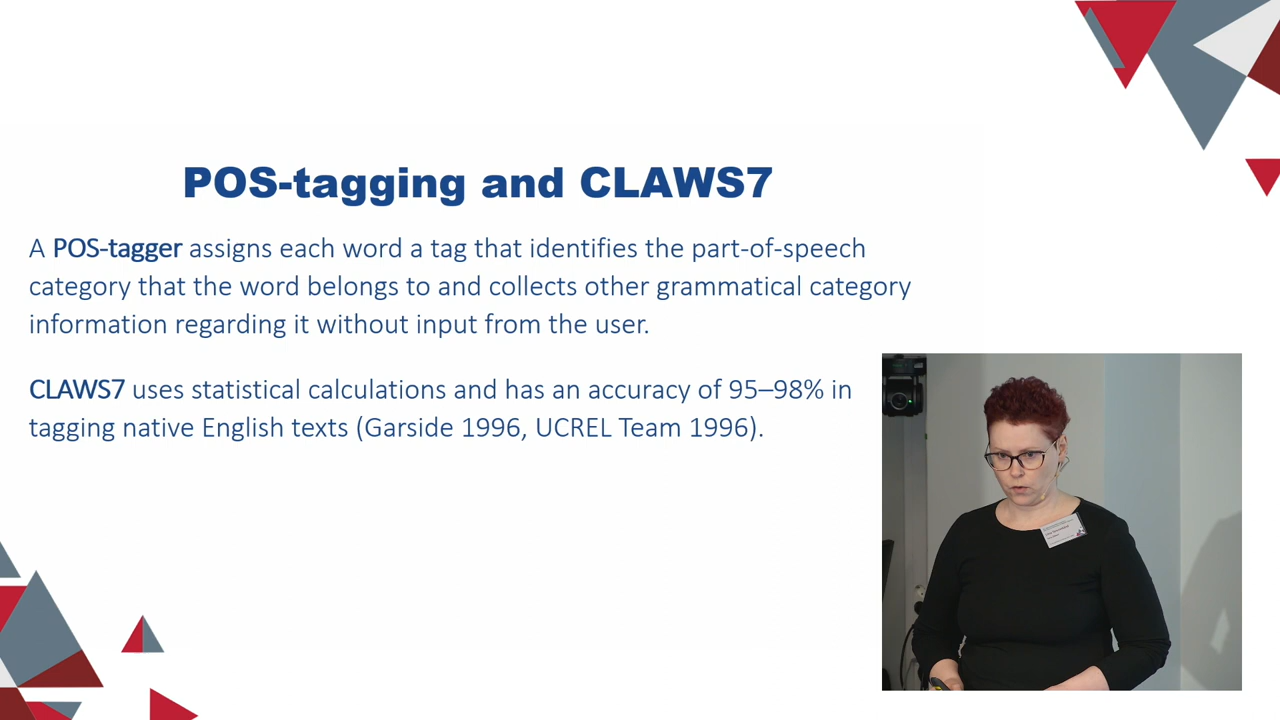 POS-tagging and CLAWS7
A POS-tagger assigns each word a tag that identifies the part-of-speech
category that the word belongs to and collects other grammatical category
information regarding it without input from the user.
CLAWS7 uses statistical calculations and has an accuracy of 95–98% in
tagging native English texts (Garside 1996, UCREL Team 1996).